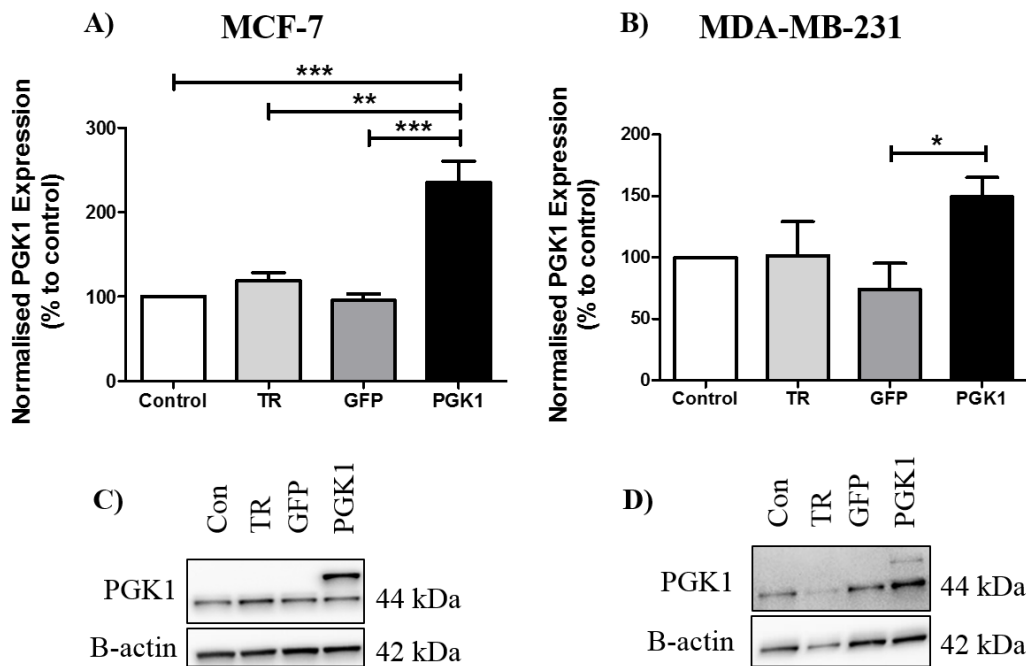 A)
MCF-7
Normalised PGK1 Expression
(% to control)
300
200
100
0
***
**
***
Control TR GFP PGK1
B)
MDA-MB-231
Normalised PGK1 Expression
(% to control)
200
150
100
50
0
*
Control TR GFP PGK1
C)
Con TR GFP PGK1
PGK1 44 kDa
B-actin 42 kDa
D)
Con TR GFP PGK1
PGK1 44 kDa
B-actin 42 kDa